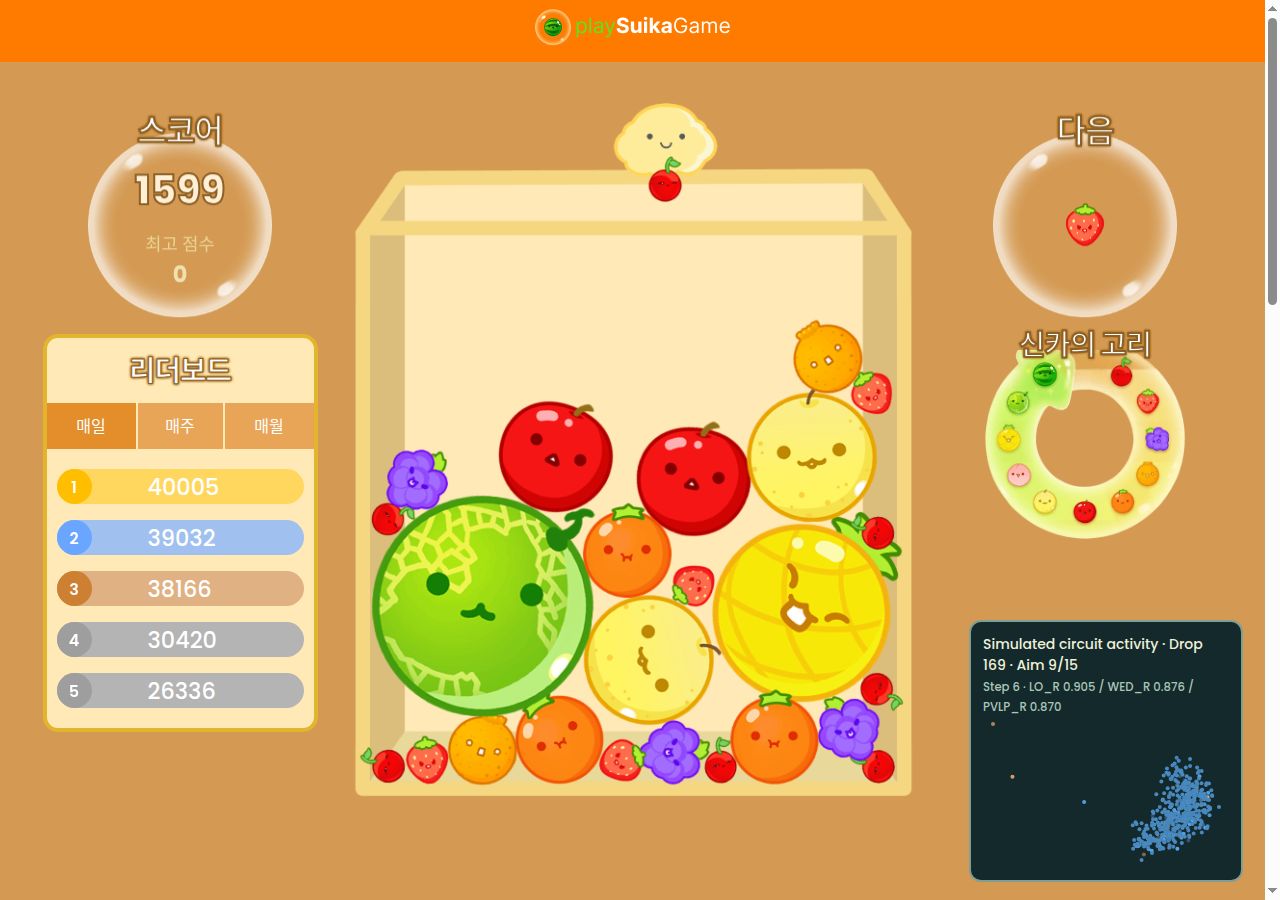 playSuikaGame
스코어
1599
최고 점수
0
다음
리더보드
매일 매주 매월
1 40005
2 39032
3 38166
4 30420
5 26336
신카의 고리
Simulated circuit activity · Drop
169 · Aim 9/15
Step 6 · LO_R 0.905 / WED_R 0.876 /
PVLP_R 0.870